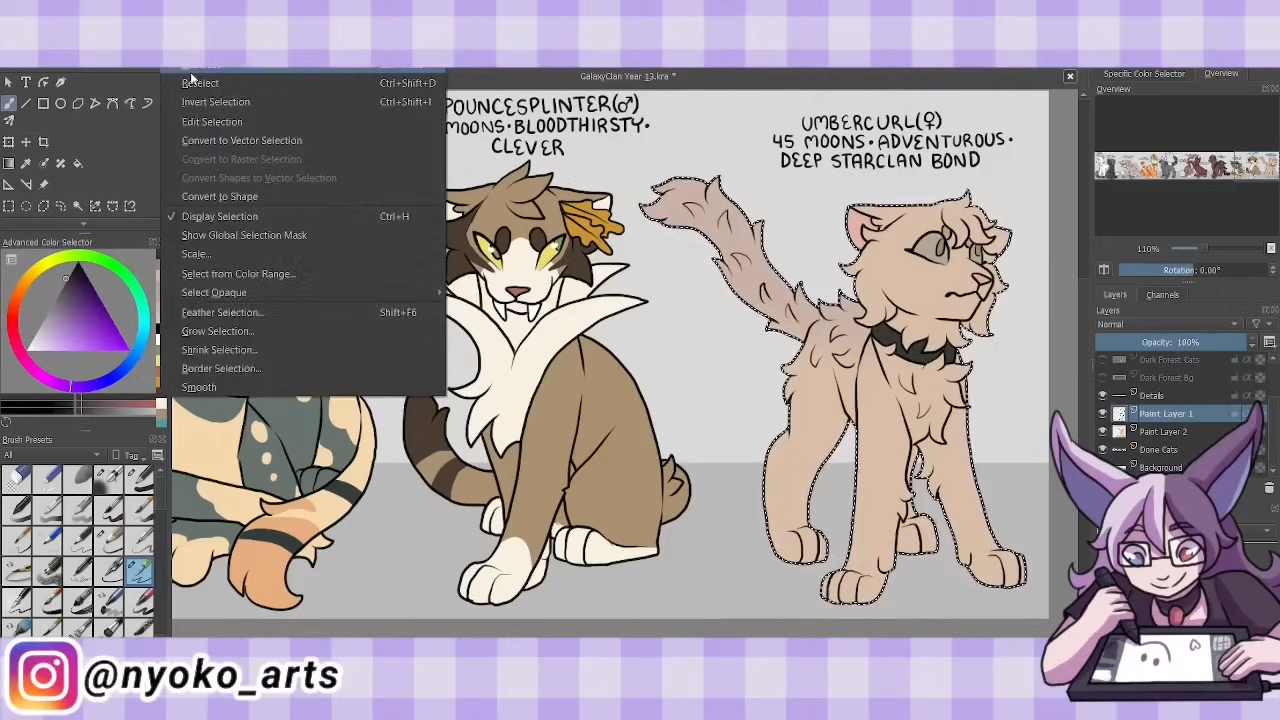 GalaxyClan Year 13.kra *
Specific Color Selector
Overview
Overview
Reselect Ctrl+Shift+D
Invert Selection Ctrl+Shift+I
Edit Selection
Convert to Vector Selection
Convert to Raster Selection
Convert Shapes to Vector Selection
Convert to Shape
Display Selection Ctrl+H
Show Global Selection Mask
Scale...
Select from Color Range...
Select Opaque
Feather Selection... Shift+F6
Grow Selection...
Shrink Selection...
Border Selection...
Smooth
POUNCESPLINTER(♂)
MOONS•BLOODTHIRSTY•
CLEVER
UMBERCURL(♀)
45 MOONS•ADVENTUROUS•
DEEP STARCLAN BOND
Advanced Color Selector
Brush Presets
All
Tag
110%
Rotation: 0.00°
Layers
Channels
Layers
Normal
Opacity: 100%
Dark Forest Cats
Dark Forest Bg
Details
Paint Layer 1
Paint Layer 2
Done Cats
Background
@nyoko_arts